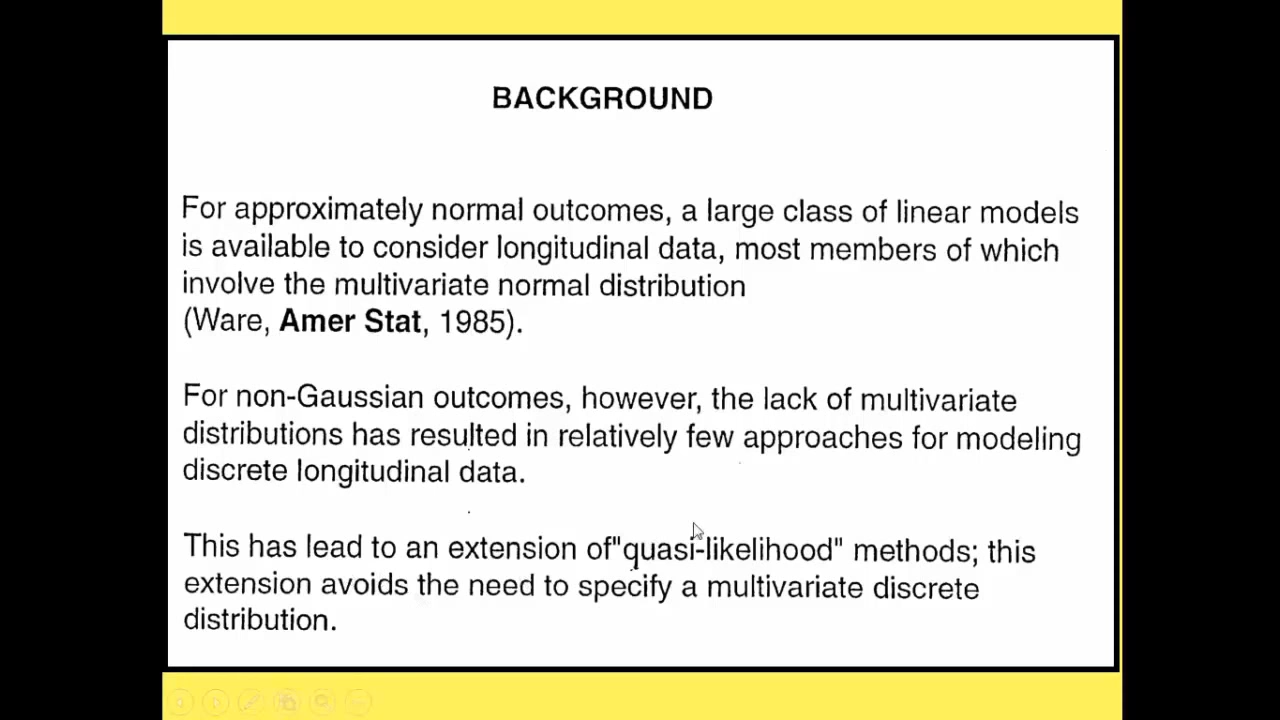 BACKGROUND
For approximately normal outcomes, a large class of linear models
is available to consider longitudinal data, most members of which
involve the multivariate normal distribution
(Ware, Amer Stat, 1985).
For non-Gaussian outcomes, however, the lack of multivariate
distributions has resulted in relatively few approaches for modeling
discrete longitudinal data.
This has lead to an extension of"quasi-likelihood" methods; this
extension avoids the need to specify a multivariate discrete
distribution.